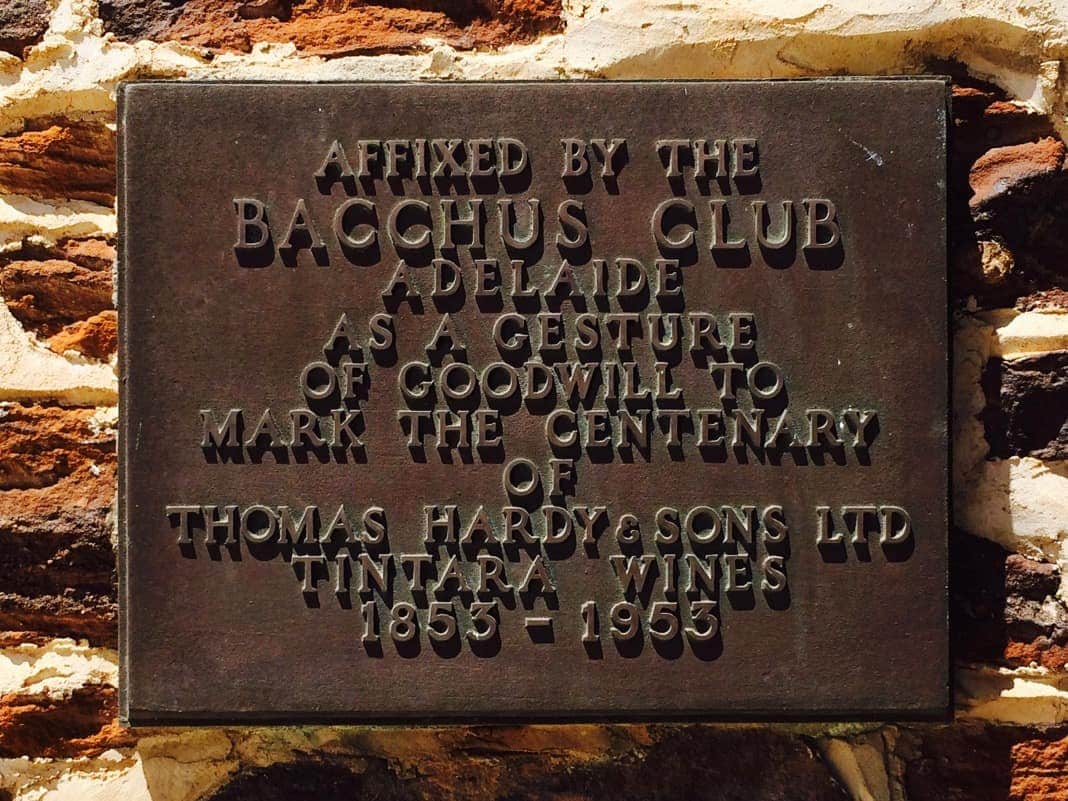 AFFIXED BY THE
BACCHUS CLUB
ADELAIDE
AS A GESTURE
OF GOODWILL TO
MARK THE CENTENARY
OF
THOMAS HARDY & SONS LTD
TINTARA WINES
1853 - 1953